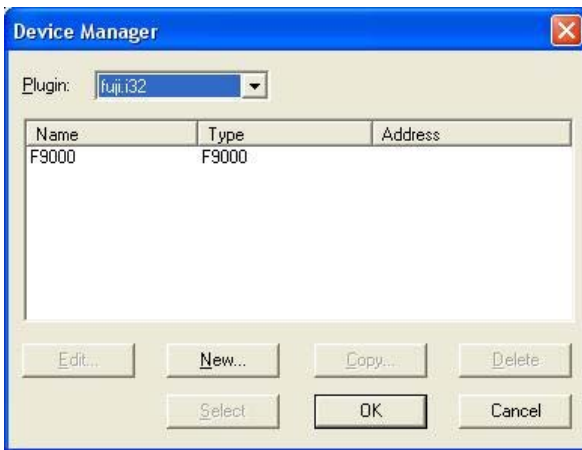 Device Manager
Plugin: fuji.i32
Name Type Address
F9000 F9000
Edit... New... Copy... Delete
Select OK Cancel